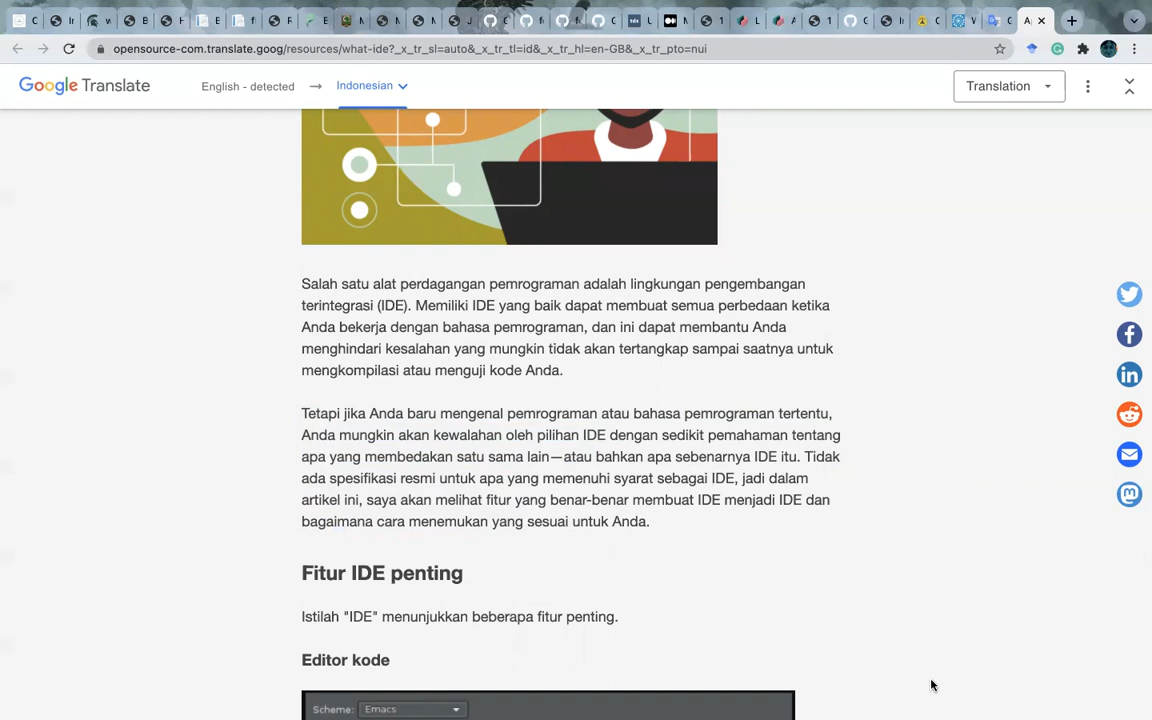 opensource-com.translate.goog/resources/what-ide?_x_tr_sl=auto&_x_tr_tl=id&_x_tr_hl=en-GB&_x_tr_pto=nui
Google Translate
English - detected
Indonesian
Translation
Salah satu alat perdagangan pemrograman adalah lingkungan pengembangan
terintegrasi (IDE). Memiliki IDE yang baik dapat membuat semua perbedaan ketika
Anda bekerja dengan bahasa pemrograman, dan ini dapat membantu Anda
menghindari kesalahan yang mungkin tidak akan tertangkap sampai saatnya untuk
mengkompilasi atau menguji kode Anda.
Tetapi jika Anda baru mengenal pemrograman atau bahasa pemrograman tertentu,
Anda mungkin akan kewalahan oleh pilihan IDE dengan sedikit pemahaman tentang
apa yang membedakan satu sama lain—atau bahkan apa sebenarnya IDE itu. Tidak
ada spesifikasi resmi untuk apa yang memenuhi syarat sebagai IDE, jadi dalam
artikel ini, saya akan melihat fitur yang benar-benar membuat IDE menjadi IDE dan
bagaimana cara menemukan yang sesuai untuk Anda.
Fitur IDE penting
Istilah "IDE" menunjukkan beberapa fitur penting.
Editor kode
Scheme: Emacs